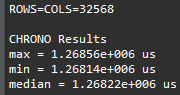 ROWS=COLS=32568
CHRONO Results
max = 1.26856e+006 us
min = 1.26814e+006 us
median = 1.26822e+006 us